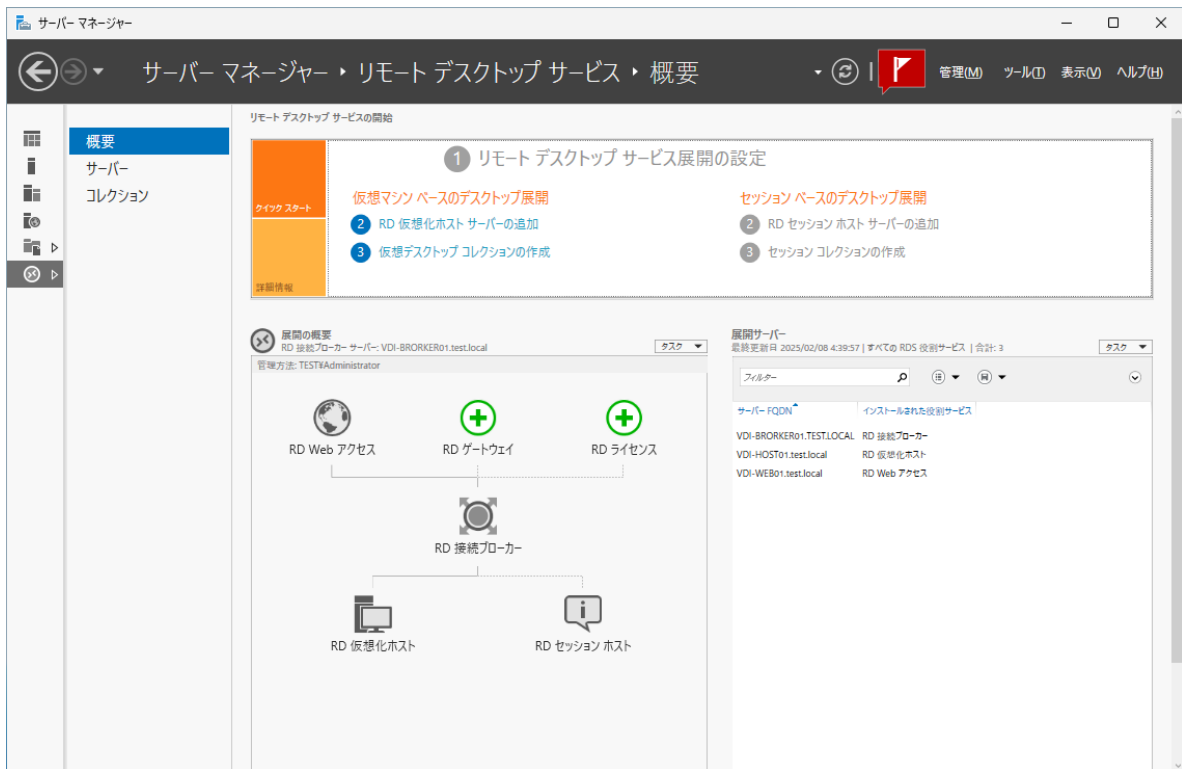 サーバー マネージャー
サーバー マネージャー ・ リモート デスクトップ サービス ・ 概要
管理(M) ツール(T) 表示(V) ヘルプ(H)
概要
サーバー
コレクション
リモート デスクトップ サービスの開始
クイック スタート
詳細情報
1 リモート デスクトップ サービス展開の設定
仮想マシン ベースのデスクトップ展開
2 RD 仮想化ホスト サーバーの追加
3 仮想デスクトップ コレクションの作成
セッション ベースのデスクトップ展開
2 RD セッション ホスト サーバーの追加
3 セッション コレクションの作成
展開の概要
RD 接続ブローカー サーバー: VDI-BRORKER01.test.local
タスク
管理方法: TEST¥Administrator
RD Web アクセス
RD ゲートウェイ
RD ライセンス
RD 接続ブローカー
RD 仮想化ホスト
RD セッション ホスト
展開サーバー
最終更新日 2025/02/08 4:39:57 | すべての RDS 役割サービス | 合計: 3
タスク
フィルター
サーバー FQDN インストールされた役割サービス
VDI-BRORKER01.TEST.LOCAL RD 接続ブローカー
VDI-HOST01.test.local RD 仮想化ホスト
VDI-WEB01.test.local RD Web アクセス